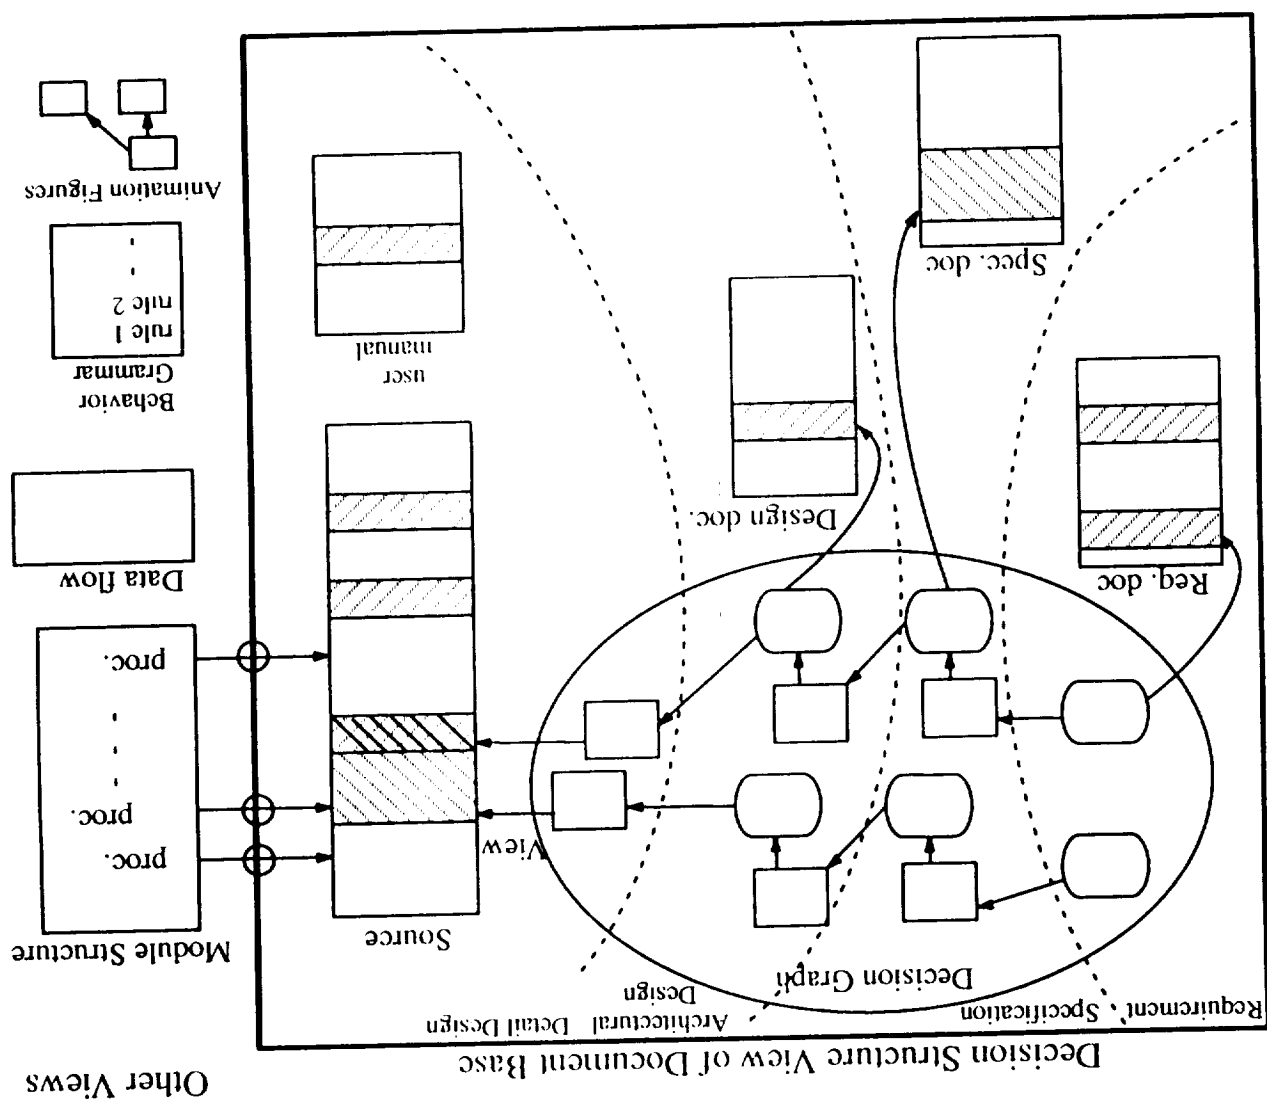 Other Views
Decision Structure View of Document Base
Requirement
Specification
Architectural
Design
Detail Design
Decision Graph
Module Structure
proc.
proc.
-
-
-
proc.
Source
View
Data flow
Req. doc
Design doc.
Spec. doc
user
manual
Behavior
Grammar
rule 1
rule 2
-
-
Animation Figures